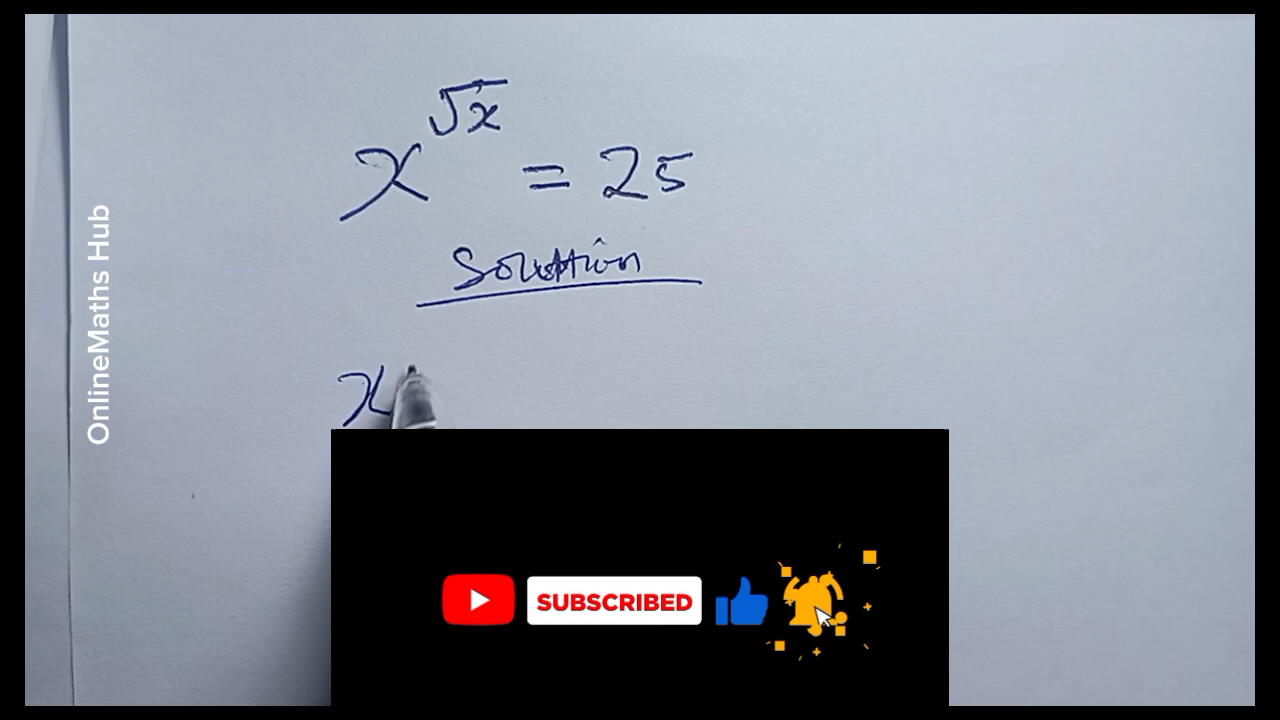 x^√x = 25
Solution
x
OnlineMaths Hub
SUBSCRIBED